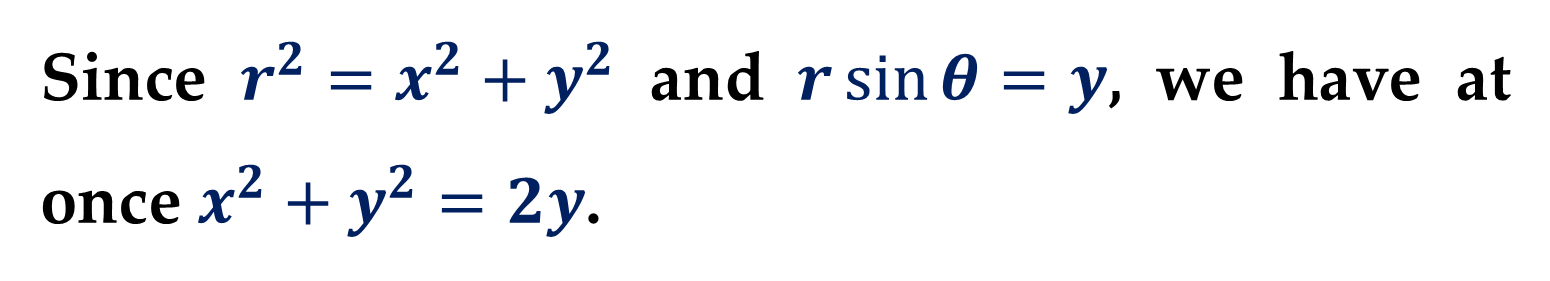 Since r² = x² + y² and r sin θ = y, we have at
once x² + y² = 2y.